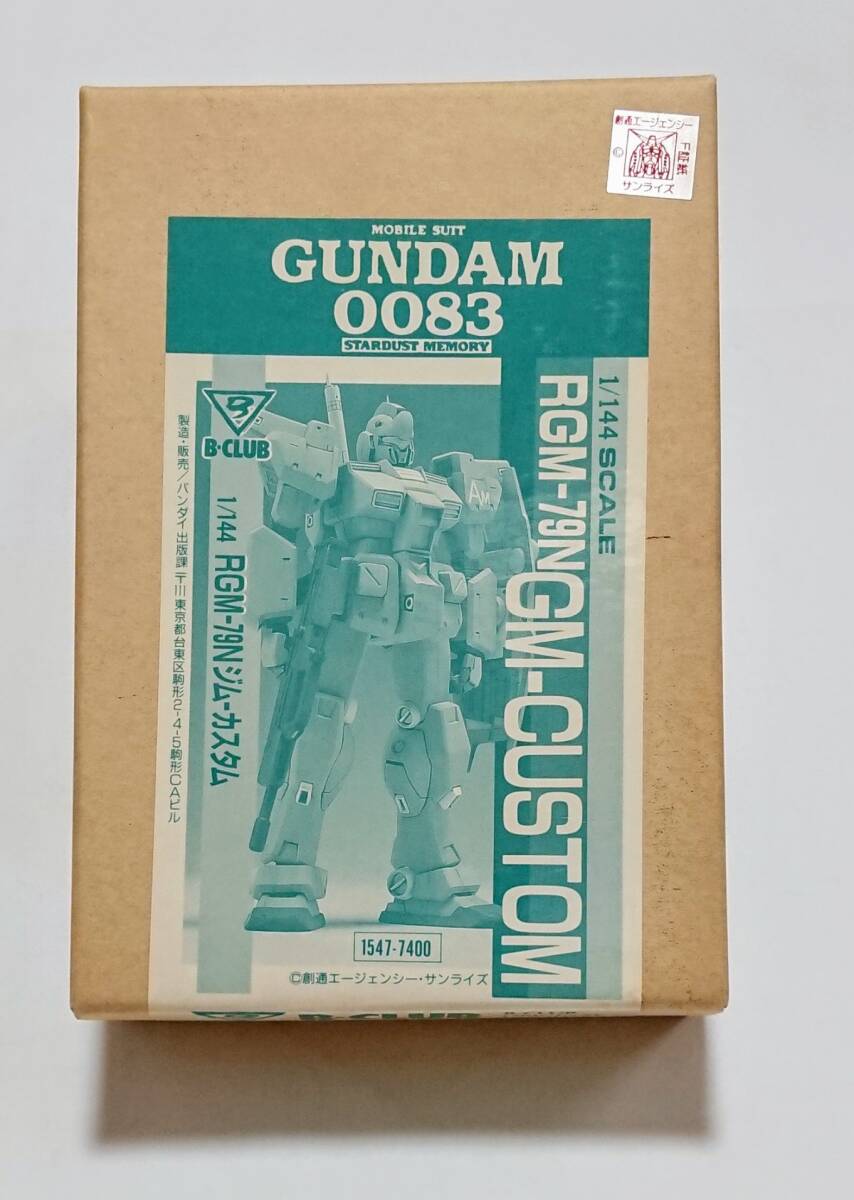 創通エージェンシー
©
サンライズ
MOBILE SUIT
GUNDAM
0083
STARDUST MEMORY
1/144 SCALE
RGM-79N GM-CUSTOM
B-CLUB
1/144 RGM-79Nジム-カスタム
製造・販売/バンダイ出版課 〒111 東京都台東区駒形2-4-5駒形CAビル
AM
1547-7400
©創通エージェンシー・サンライズ
B-CLUB